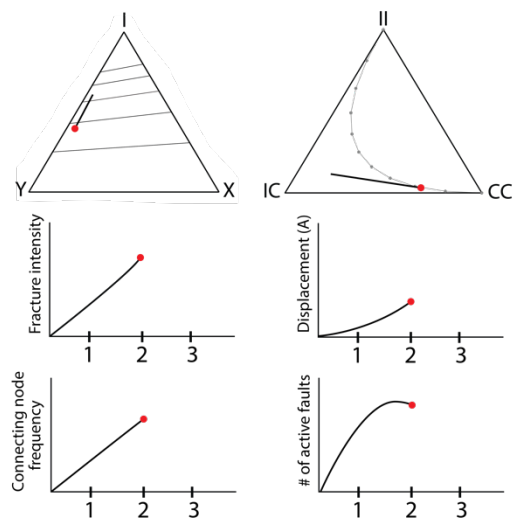 I
Y
X
II
IC
CC
Fracture intensity
1 2 3
Displacement (A)
1 2 3
Connecting node
frequency
1 2 3
# of active faults
1 2 3